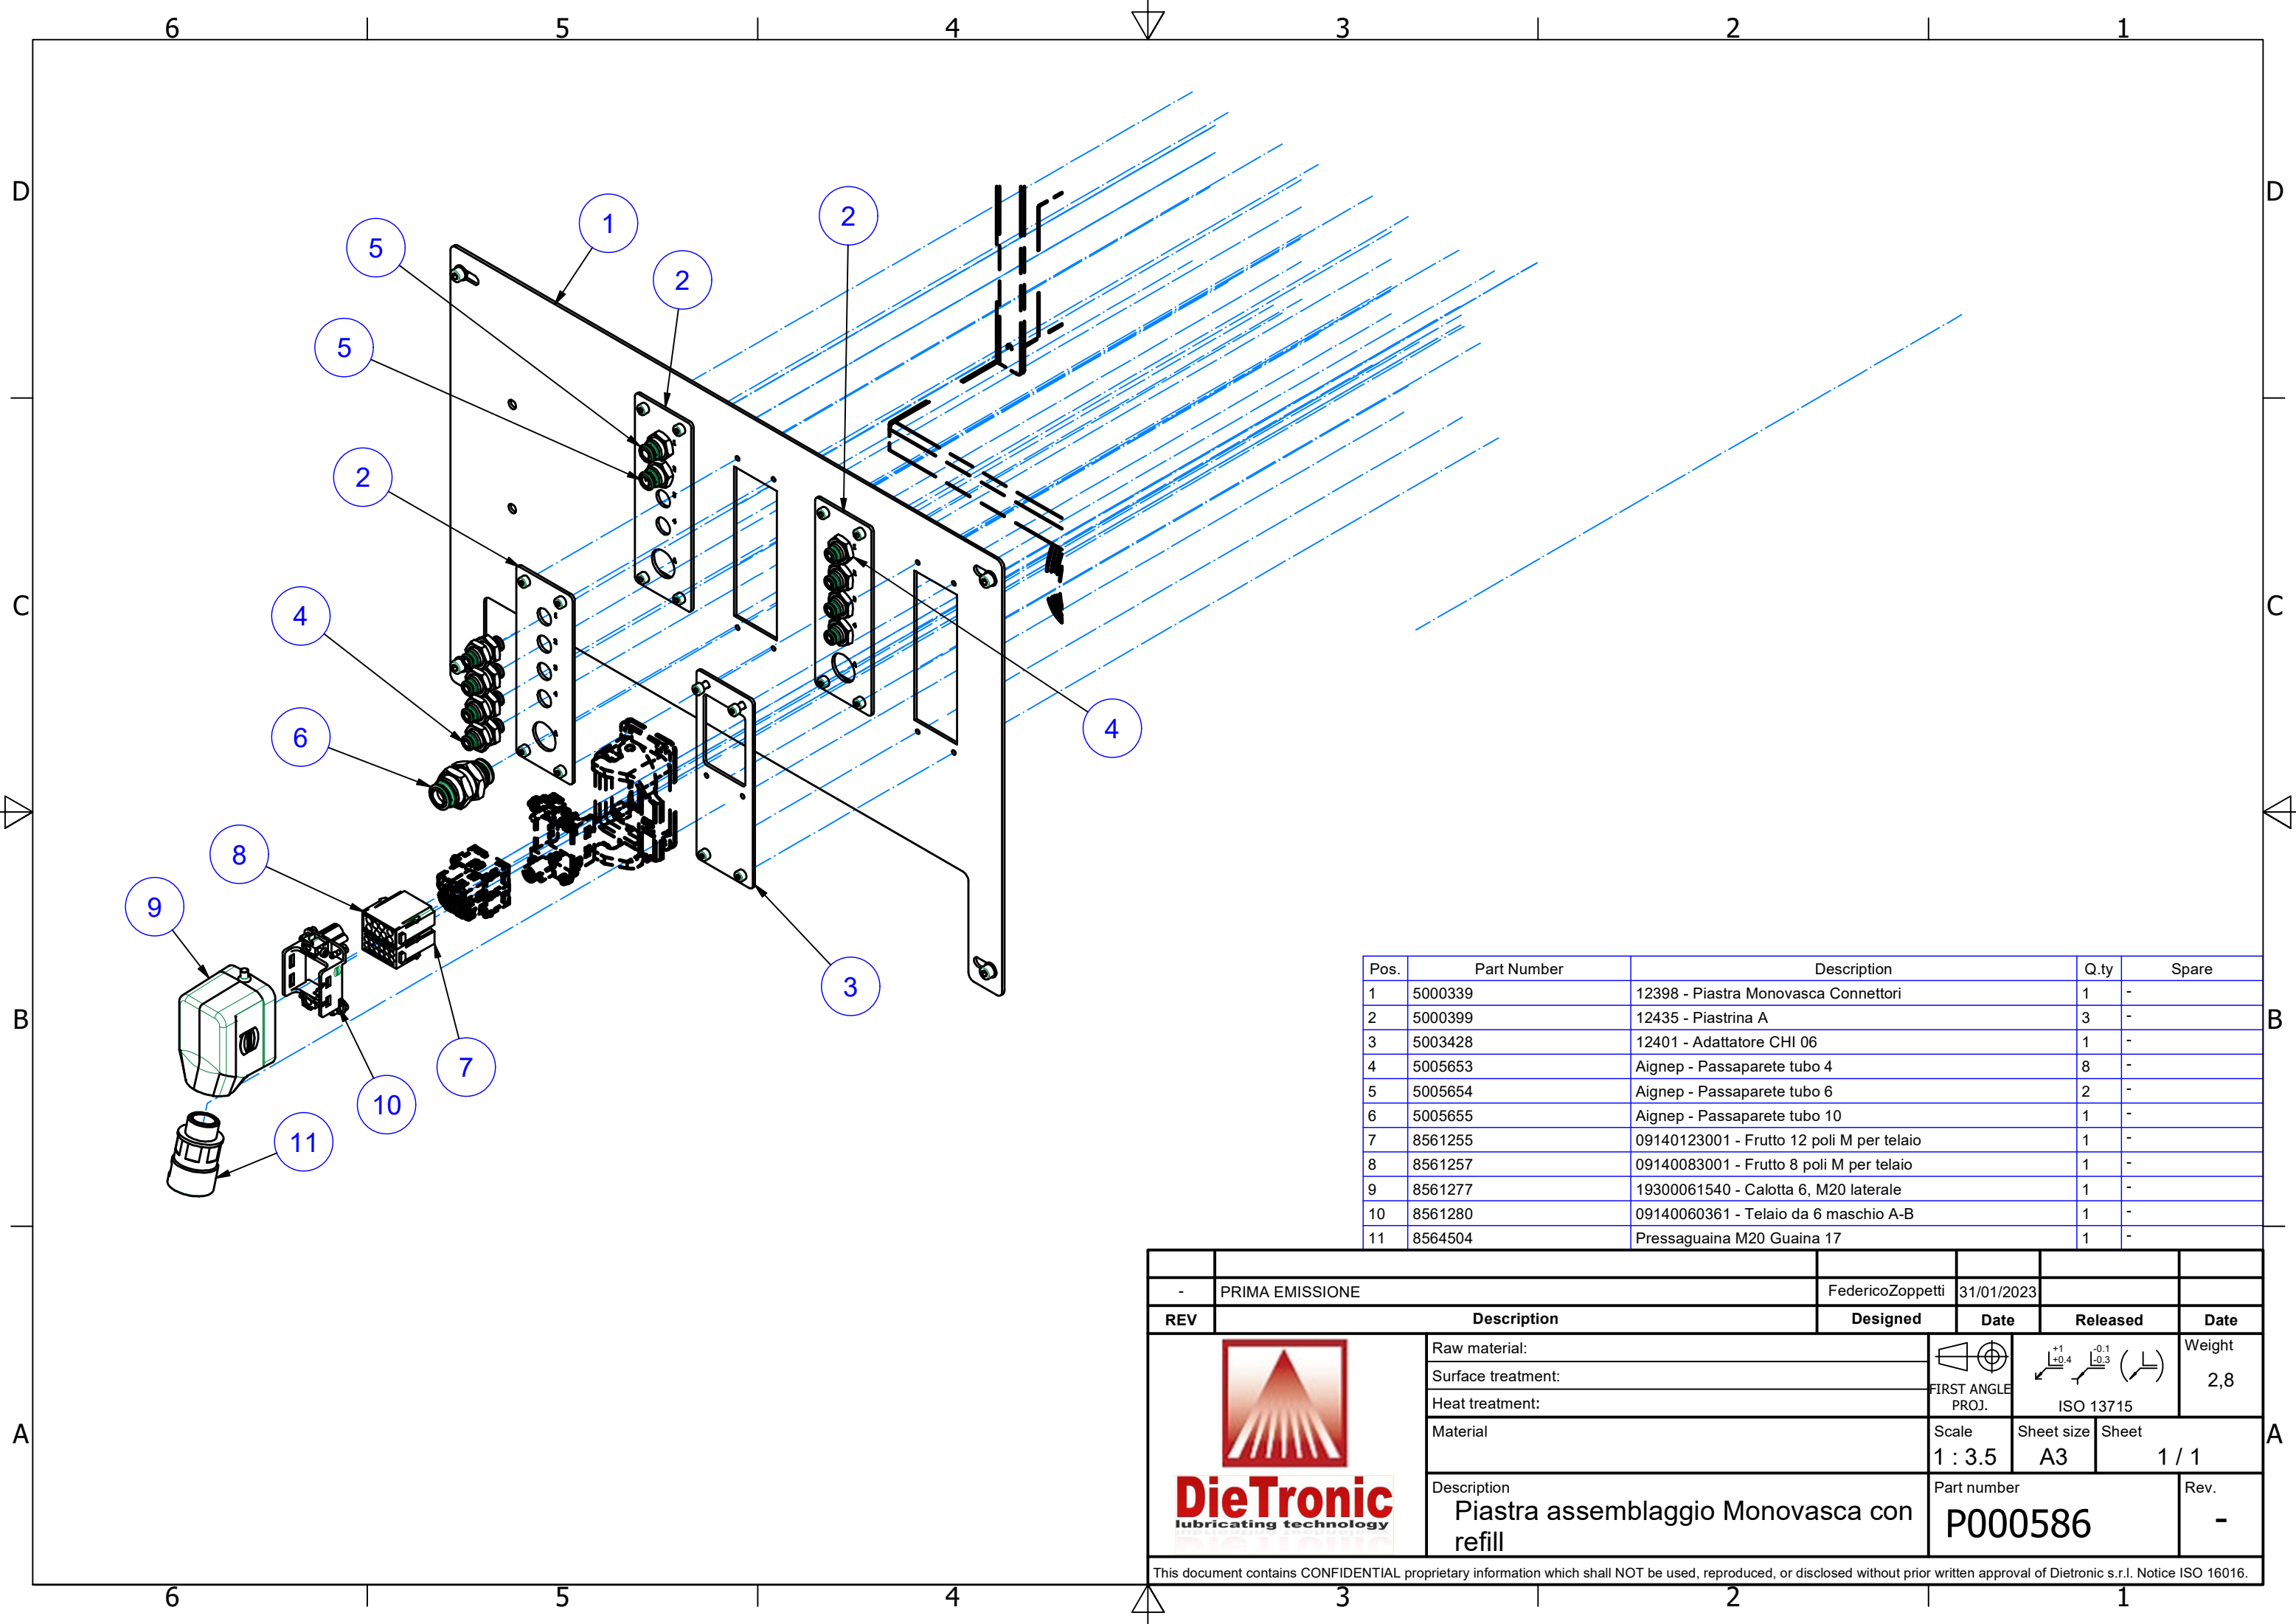 6 5 4 3 2 1
D D
1
2
5
2
5
2
4
C C
6
4
8
9
3
7
10
11
B B
Pos. Part Number Description Q.ty Spare
1 5000339 12398 - Piastra Monovasca Connettori 1 -
2 5000399 12435 - Piastrina A 3 -
3 5003428 12401 - Adattatore CHI 06 1 -
4 5005653 Aignep - Passaparete tubo 4 8 -
5 5005654 Aignep - Passaparete tubo 6 2 -
6 5005655 Aignep - Passaparete tubo 10 1 -
7 8561255 09140123001 - Frutto 12 poli M per telaio 1 -
8 8561257 09140083001 - Frutto 8 poli M per telaio 1 -
9 8561277 19300061540 - Calotta 6, M20 laterale 1 -
10 8561280 09140060361 - Telaio da 6 maschio A-B 1 -
11 8564504 Pressaguaina M20 Guaina 17 1 -
- PRIMA EMISSIONE FedericoZoppetti 31/01/2023
REV Description Designed Date Released Date
Raw material:
Surface treatment:
Heat treatment:
FIRST ANGLE
PROJ.
+1
+0.4
-0.1
-0.3
ISO 13715
Weight
2,8
Material
Scale
1 : 3.5
Sheet size
A3
Sheet
1 / 1
A A
DieTronic
lubricating technology
Description
Piastra assemblaggio Monovasca con
refill
Part number
P000586
Rev.
-
This document contains CONFIDENTIAL proprietary information which shall NOT be used, reproduced, or disclosed without prior written approval of Dietronic s.r.l. Notice ISO 16016.
6 5 4 3 2 1